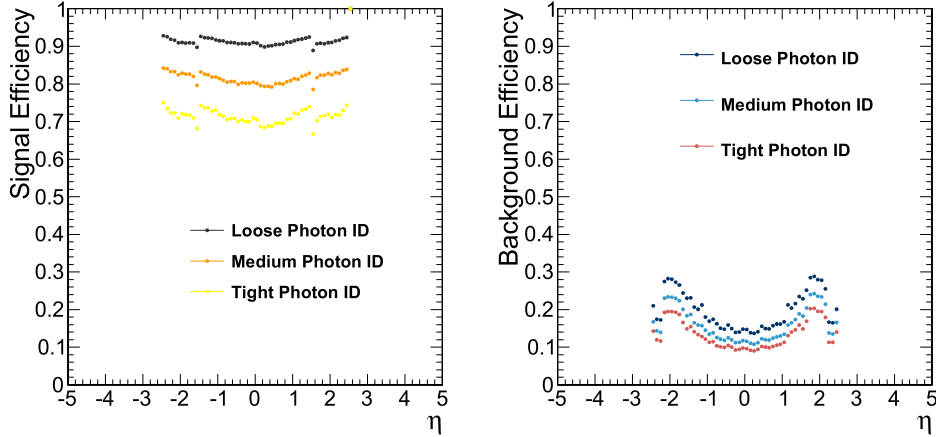 Signal Efficiency
1
0.9
0.8
0.7
0.6
0.5
0.4
0.3
0.2
0.1
0
Loose Photon ID
Medium Photon ID
Tight Photon ID
-5 -4 -3 -2 -1 0 1 2 3 4 5
η
Background Efficiency
1
0.9
0.8
0.7
0.6
0.5
0.4
0.3
0.2
0.1
0
Loose Photon ID
Medium Photon ID
Tight Photon ID
-5 -4 -3 -2 -1 0 1 2 3 4 5
η